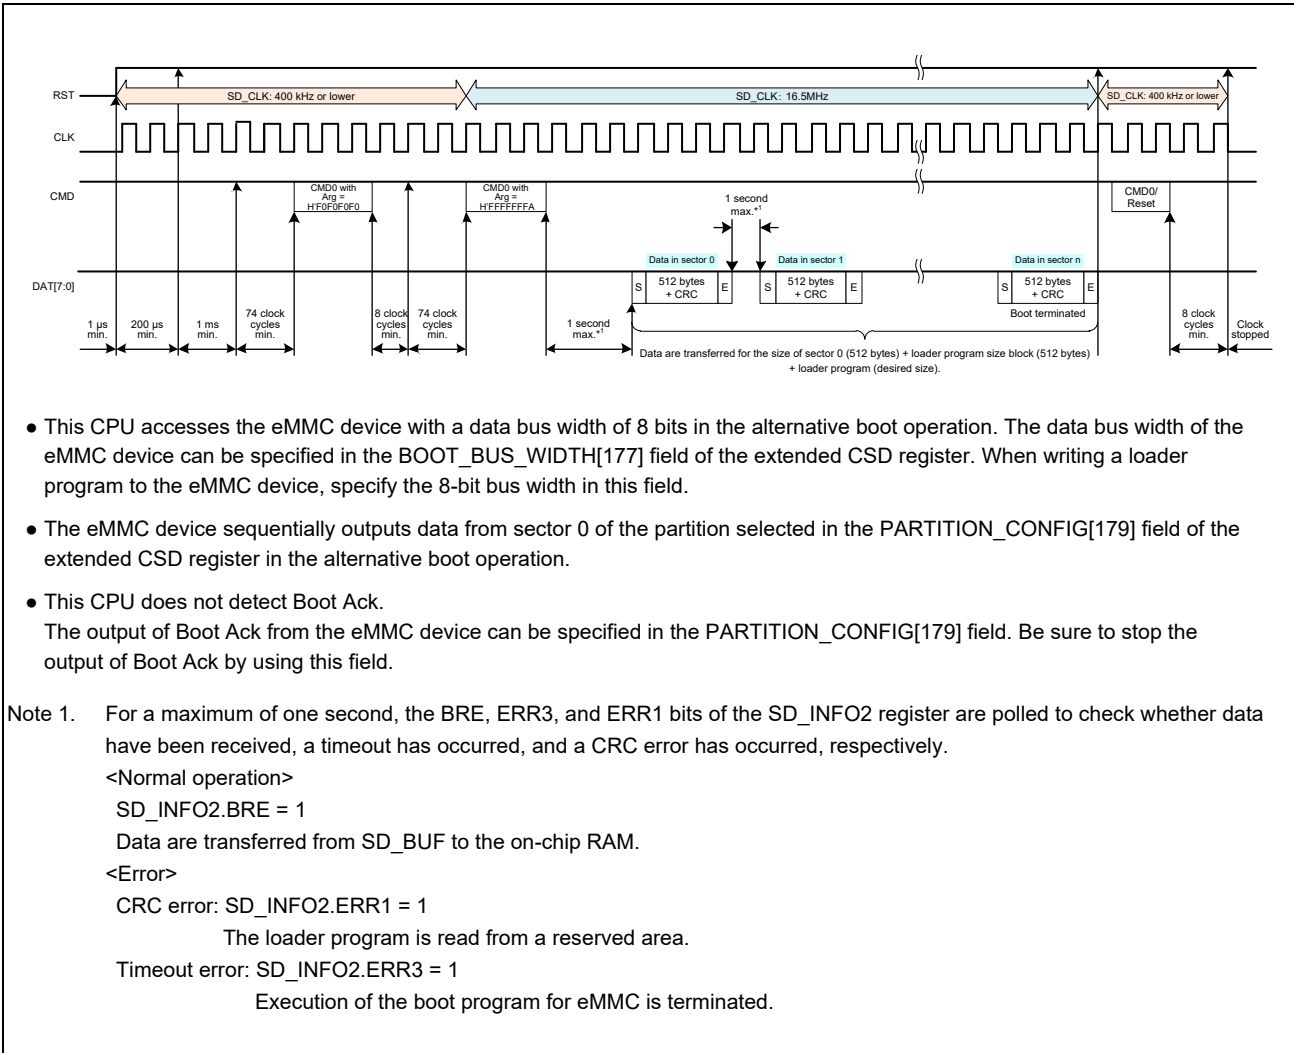 RST
SD_CLK: 400 kHz or lower
SD_CLK: 16.5MHz
SD_CLK: 400 kHz or lower
CLK
CMD
CMD0 with
Arg =
H'F0F0F0F0
CMD0 with
Arg =
H'FFFFFFFA
1 second
max.*1
CMD0/
Reset
DAT[7:0]
Data in sector 0
S
512 bytes
+ CRC
E
Data in sector 1
S
512 bytes
+ CRC
E
Data in sector n
S
512 bytes
+ CRC
E
Boot terminated
1 µs
min.
200 µs
min.
1 ms
min.
74 clock
cycles
min.
8 clock
cycles
min.
74 clock
cycles
min.
1 second
max.*1
Data are transferred for the size of sector 0 (512 bytes) + loader program size block (512 bytes)
+ loader program (desired size).
8 clock
cycles
min.
Clock
stopped
● This CPU accesses the eMMC device with a data bus width of 8 bits in the alternative boot operation. The data bus width of the
eMMC device can be specified in the BOOT_BUS_WIDTH[177] field of the extended CSD register. When writing a loader
program to the eMMC device, specify the 8-bit bus width in this field.
● The eMMC device sequentially outputs data from sector 0 of the partition selected in the PARTITION_CONFIG[179] field of the
extended CSD register in the alternative boot operation.
● This CPU does not detect Boot Ack.
The output of Boot Ack from the eMMC device can be specified in the PARTITION_CONFIG[179] field. Be sure to stop the
output of Boot Ack by using this field.
Note 1. For a maximum of one second, the BRE, ERR3, and ERR1 bits of the SD_INFO2 register are polled to check whether data
have been received, a timeout has occurred, and a CRC error has occurred, respectively.
<Normal operation>
SD_INFO2.BRE = 1
Data are transferred from SD_BUF to the on-chip RAM.
<Error>
CRC error: SD_INFO2.ERR1 = 1
The loader program is read from a reserved area.
Timeout error: SD_INFO2.ERR3 = 1
Execution of the boot program for eMMC is terminated.